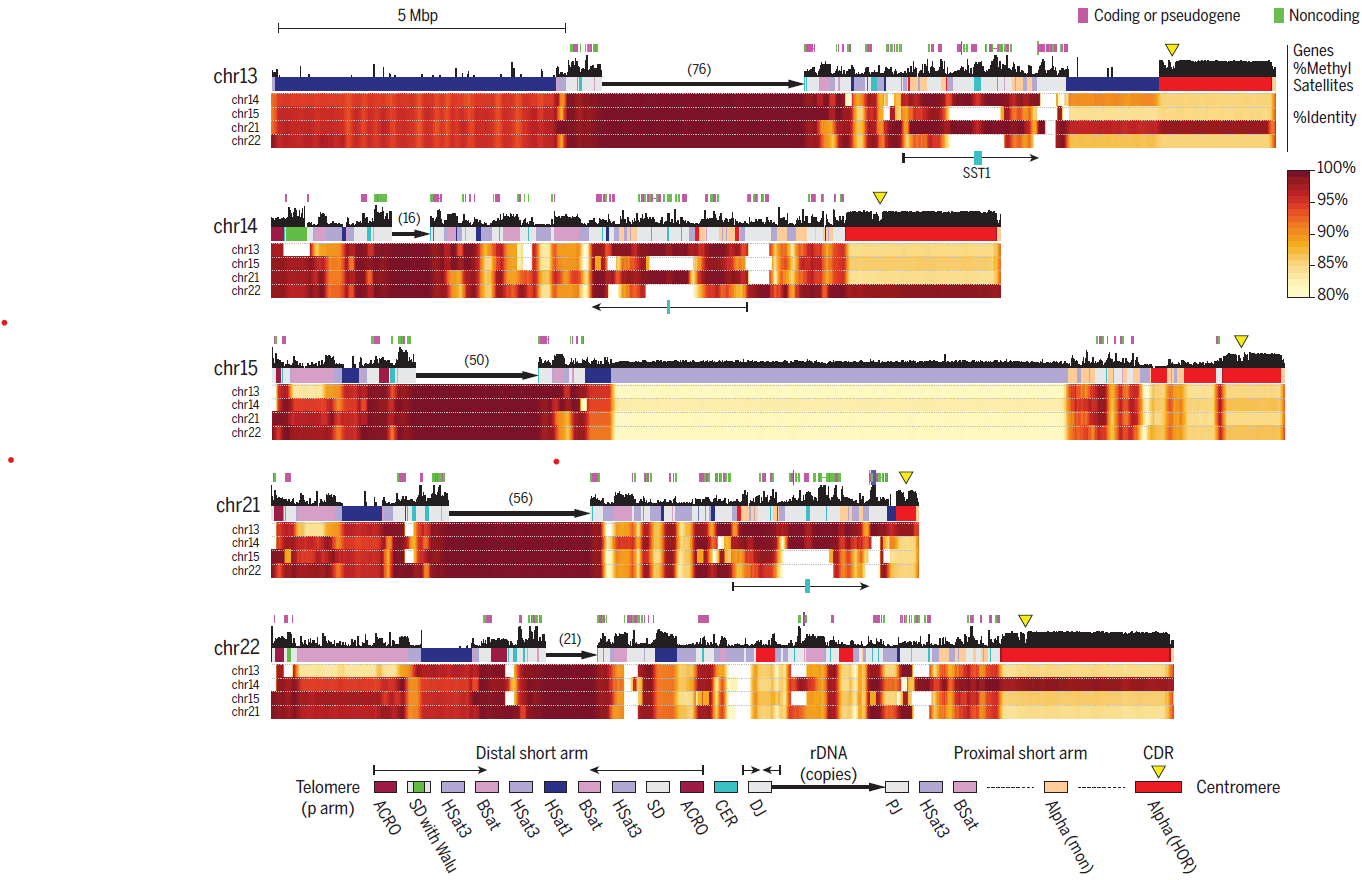 5 Mbp
Coding or pseudogene
Noncoding
chr13
(76)
Genes
%Methyl
Satellites
%Identity
chr14
chr15
chr21
chr22
SST1
100%
95%
90%
85%
80%
chr14
(16)
chr13
chr15
chr21
chr22
chr15
(50)
chr13
chr14
chr21
chr22
chr21
(56)
chr13
chr14
chr15
chr22
chr22
(21)
chr13
chr14
chr15
chr21
Distal short arm
rDNA
(copies)
Proximal short arm
CDR
Telomere
(p arm)
Centromere
ACRO
SD with Walu
HSat3
BSat
HSat3
HSat1
BSat
HSat3
SD
ACRO
CER
DJ
PJ
HSat3
BSat
Alpha (mon)
Alpha (HOR)